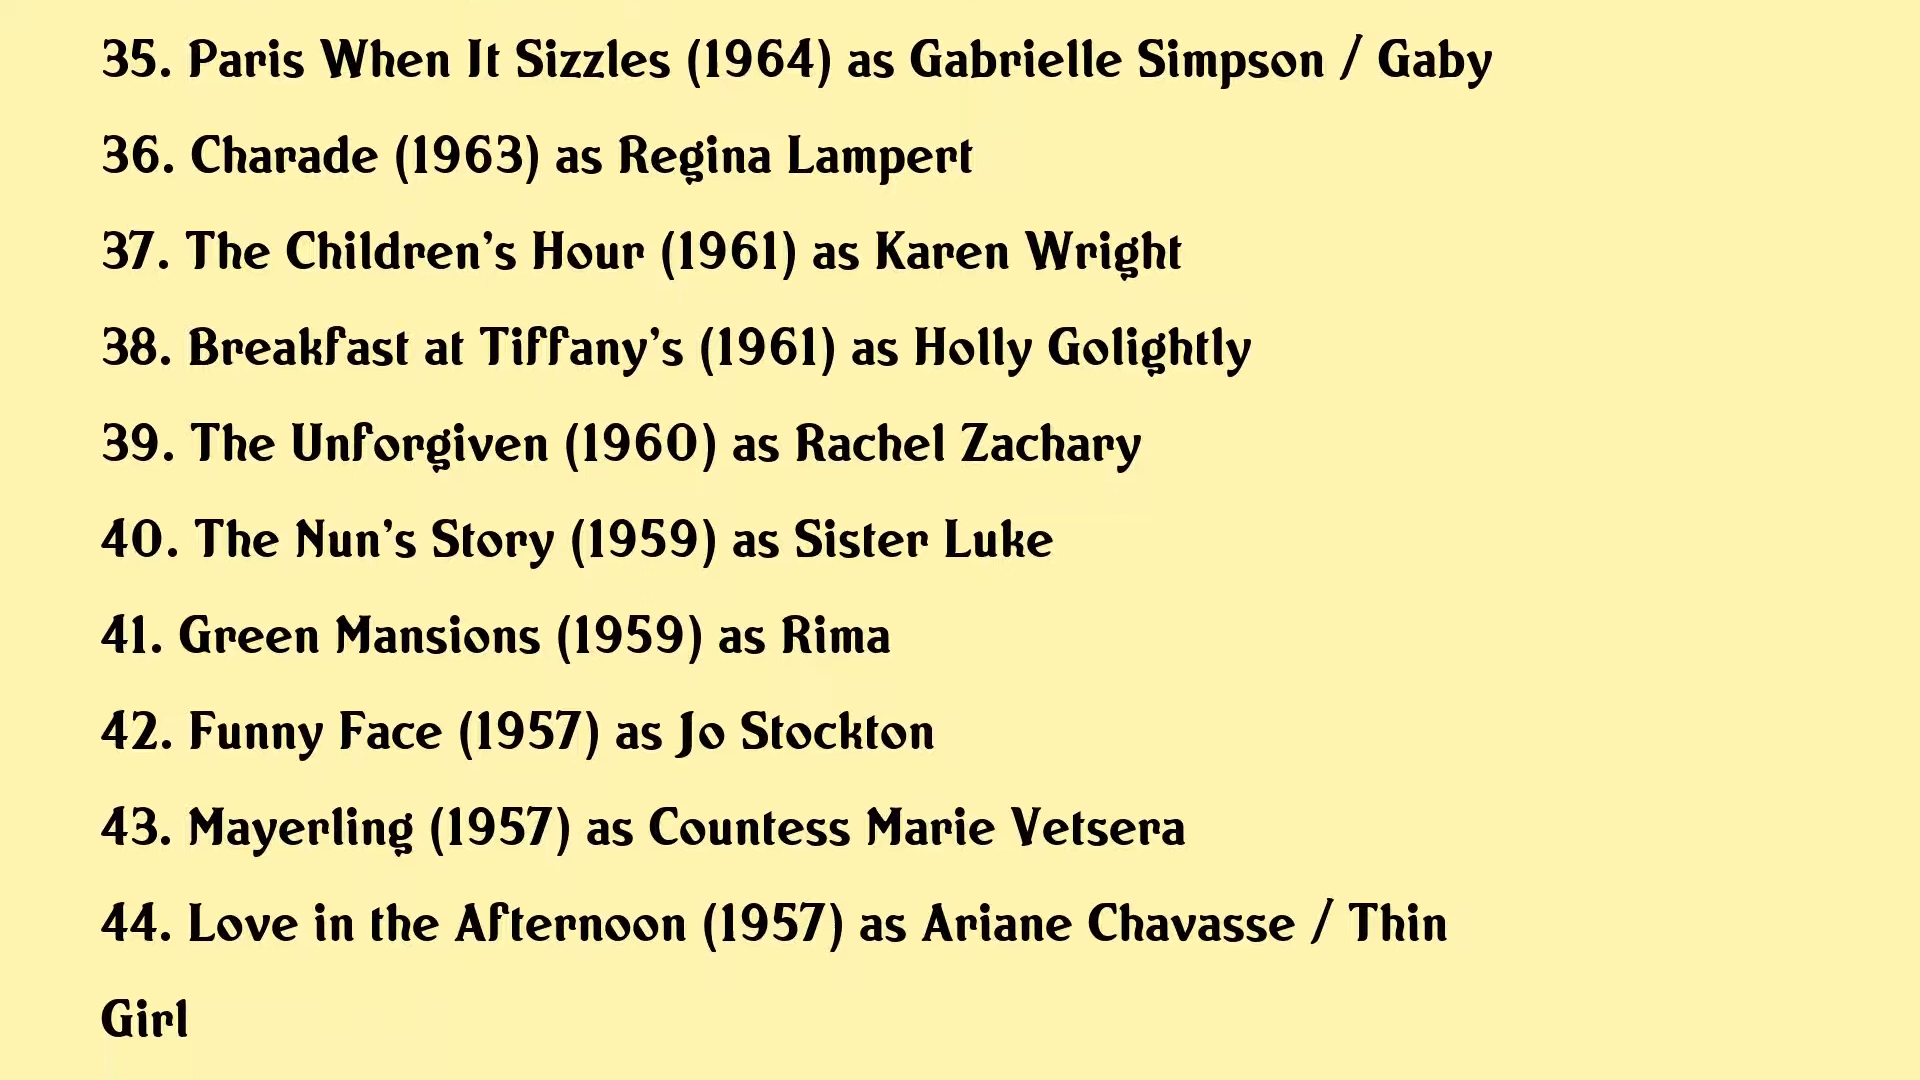 35. Paris When It Sizzles (1964) as Gabrielle Simpson / Gaby
36. Charade (1963) as Regina Lampert
37. The Children's Hour (1961) as Karen Wright
38. Breakfast at Tiffany's (1961) as Holly Golightly
39. The Unforgiven (1960) as Rachel Zachary
40. The Nun's Story (1959) as Sister Luke
41. Green Mansions (1959) as Rima
42. Funny Face (1957) as Jo Stockton
43. Mayerling (1957) as Countess Marie Vetsera
44. Love in the Afternoon (1957) as Ariane Chavasse / Thin
Girl